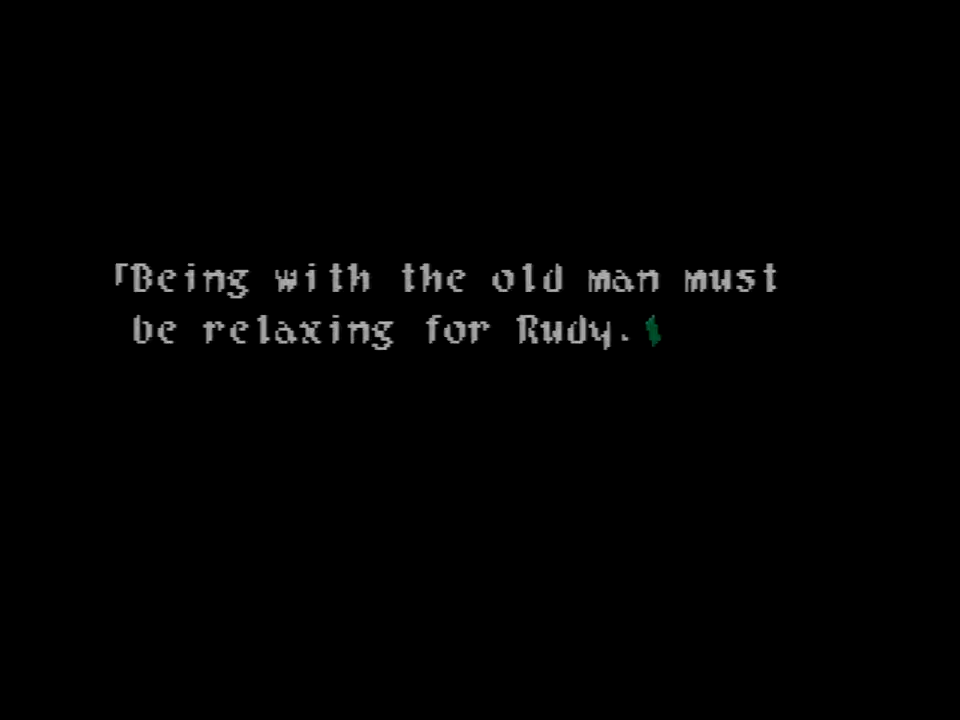 「Being with the old man must
be relaxing for Rudy.